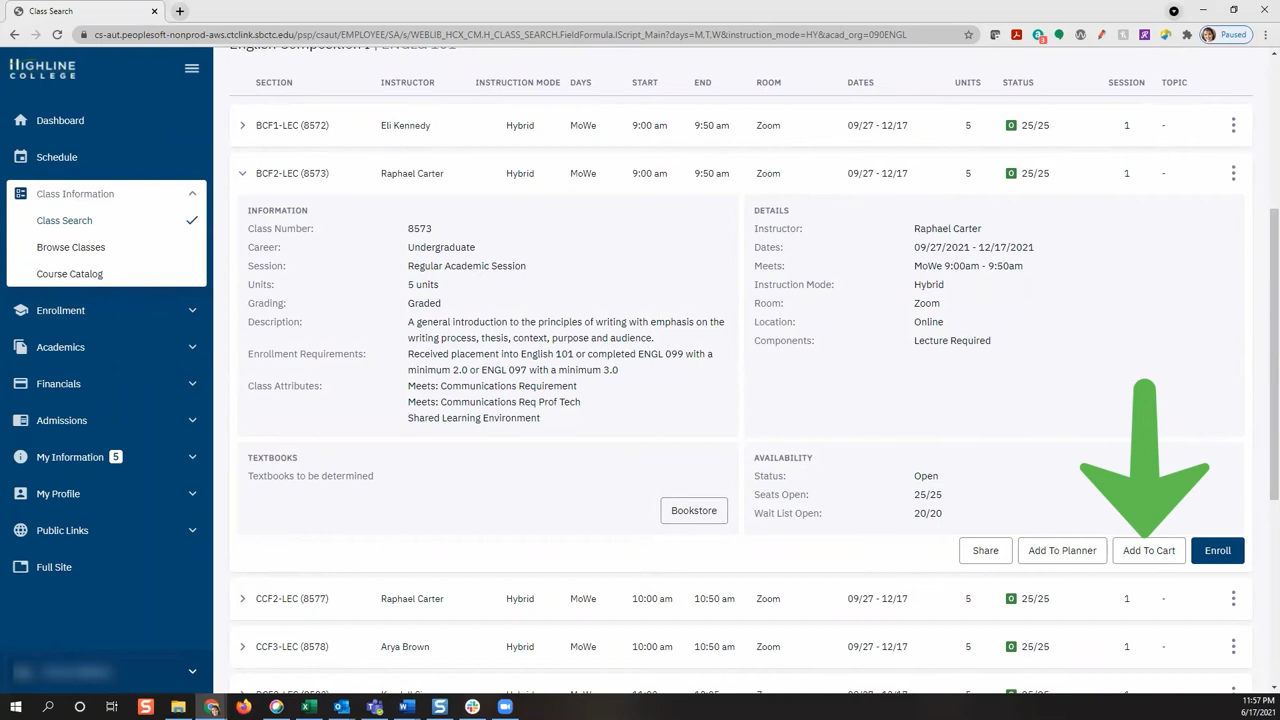 Class Search
Paused
cs-aut.peoplesoft-nonprod-aws.ctclink.sbctc.edu/psp/csaut/EMPLOYEE/SA/s/WEBLIB_HCX_CM.H_CLASS_SEARCH.FieldFormula.IScript_Main?days=M.T.W&instruction_mode=HY&acad_org=090ENGL
HIGHLINE
COLLEGE
Dashboard
Schedule
Class Information
Class Search
Browse Classes
Course Catalog
Enrollment
Academics
Financials
Admissions
My Information 5
My Profile
Public Links
Full Site
English Composition I | ENGL& 101
SECTION INSTRUCTOR INSTRUCTION MODE DAYS START END ROOM DATES UNITS STATUS SESSION TOPIC
BCF1-LEC (8572) Eli Kennedy Hybrid MoWe 9:00 am 9:50 am Zoom 09/27 - 12/17 5 O 25/25 1 -
BCF2-LEC (8573) Raphael Carter Hybrid MoWe 9:00 am 9:50 am Zoom 09/27 - 12/17 5 O 25/25 1 -
INFORMATION
Class Number: 8573
Career: Undergraduate
Session: Regular Academic Session
Units: 5 units
Grading: Graded
Description: A general introduction to the principles of writing with emphasis on the
writing process, thesis, context, purpose and audience.
Enrollment Requirements: Received placement into English 101 or completed ENGL 099 with a
minimum 2.0 or ENGL 097 with a minimum 3.0
Class Attributes: Meets: Communications Requirement
Meets: Communications Req Prof Tech
Shared Learning Environment
DETAILS
Instructor: Raphael Carter
Dates: 09/27/2021 - 12/17/2021
Meets: MoWe 9:00am - 9:50am
Instruction Mode: Hybrid
Room: Zoom
Location: Online
Components: Lecture Required
TEXTBOOKS
Textbooks to be determined
Bookstore
AVAILABILITY
Status: Open
Seats Open: 25/25
Wait List Open: 20/20
Share
Add To Planner
Add To Cart
Enroll
CCF2-LEC (8577) Raphael Carter Hybrid MoWe 10:00 am 10:50 am Zoom 09/27 - 12/17 5 O 25/25 1 -
CCF3-LEC (8578) Arya Brown Hybrid MoWe 10:00 am 10:50 am Zoom 09/27 - 12/17 5 O 25/25 1 -
11:57 PM
6/17/2021